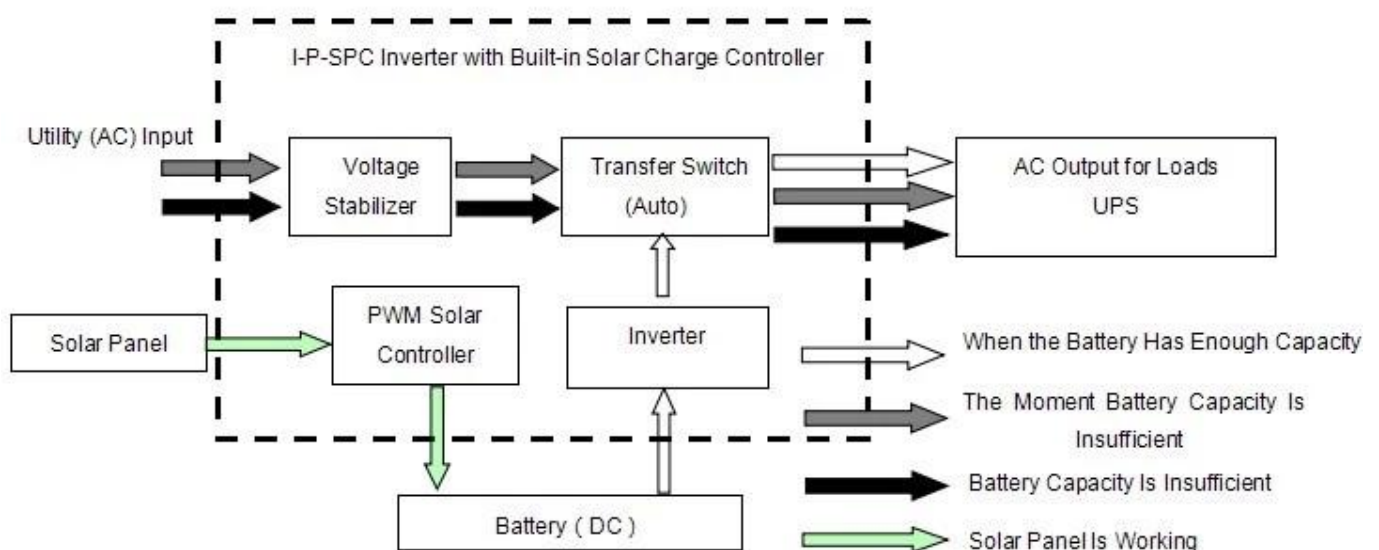 I-P-SPC Inverter with Built-in Solar Charge Controller
Utility (AC) Input
Voltage
Stabilizer
Transfer Switch
(Auto)
AC Output for Loads
UPS
Solar Panel
PWM Solar
Controller
Inverter
Battery ( DC )
When the Battery Has Enough Capacity
The Moment Battery Capacity Is
Insufficient
Battery Capacity Is Insufficient
Solar Panel Is Working